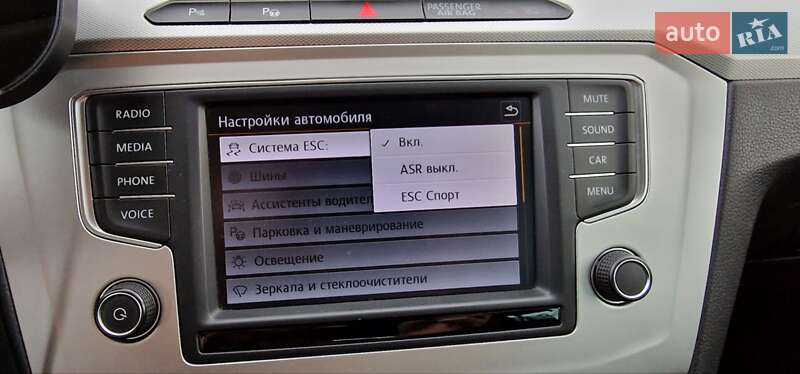 PASSENGER
AIR BAG
auto RIA
.com
RADIO
MEDIA
PHONE
VOICE
Настройки автомобиля
Система ESC:
Вкл.
ASR выкл.
ESC Спорт
Шины
Ассистенты водител
Парковка и маневрирование
Освещение
Зеркала и стеклоочистители
MUTE
SOUND
CAR
MENU